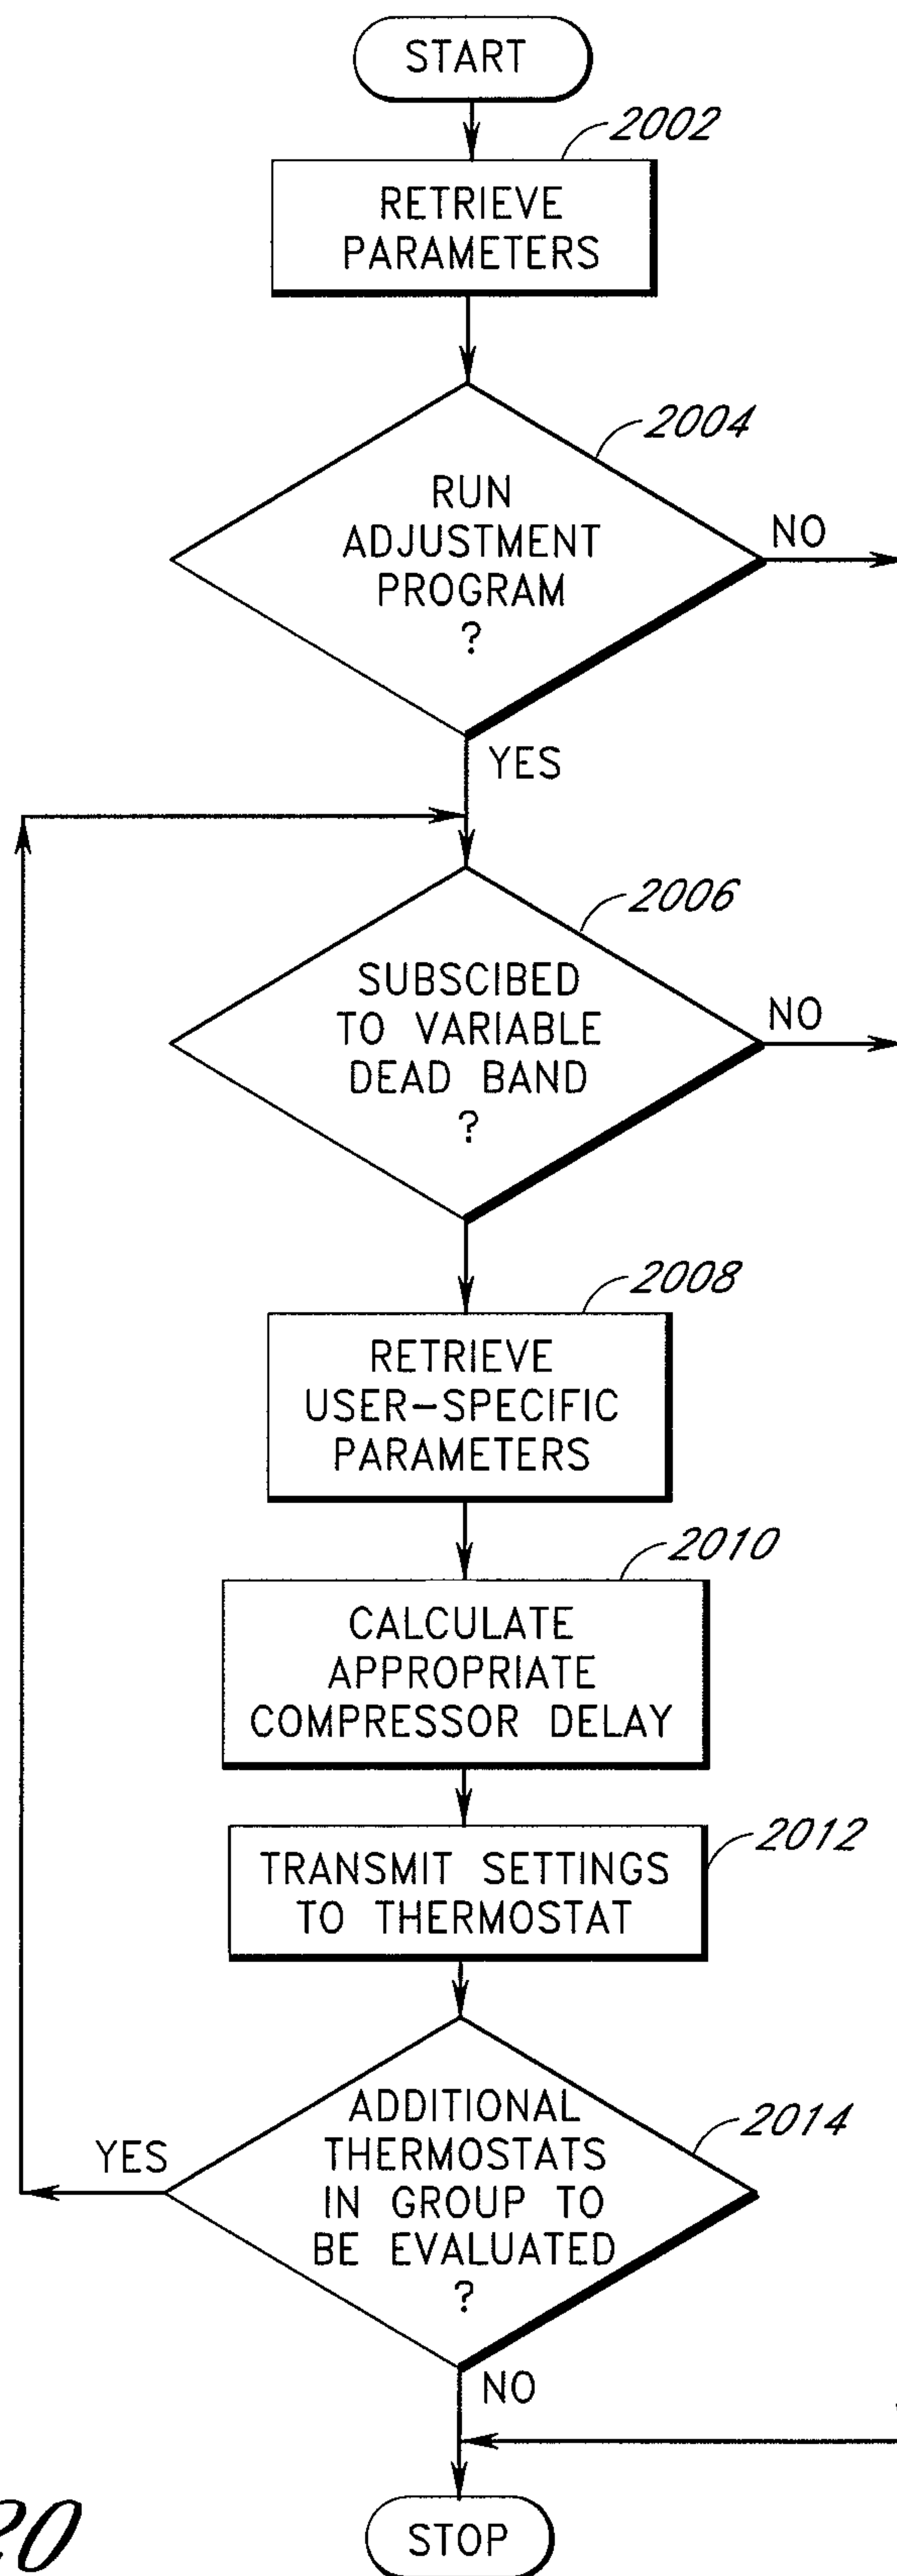 START
2002
RETRIEVE
PARAMETERS
2004
RUN
ADJUSTMENT
PROGRAM
?
NO
YES
2006
SUBSCIBED
TO VARIABLE
DEAD BAND
?
NO
2008
RETRIEVE
USER-SPECIFIC
PARAMETERS
2010
CALCULATE
APPROPRIATE
COMPRESSOR DELAY
2012
TRANSMIT SETTINGS
TO THERMOSTAT
2014
ADDITIONAL
THERMOSTATS
IN GROUP TO
BE EVALUATED
?
YES
NO
STOP
20